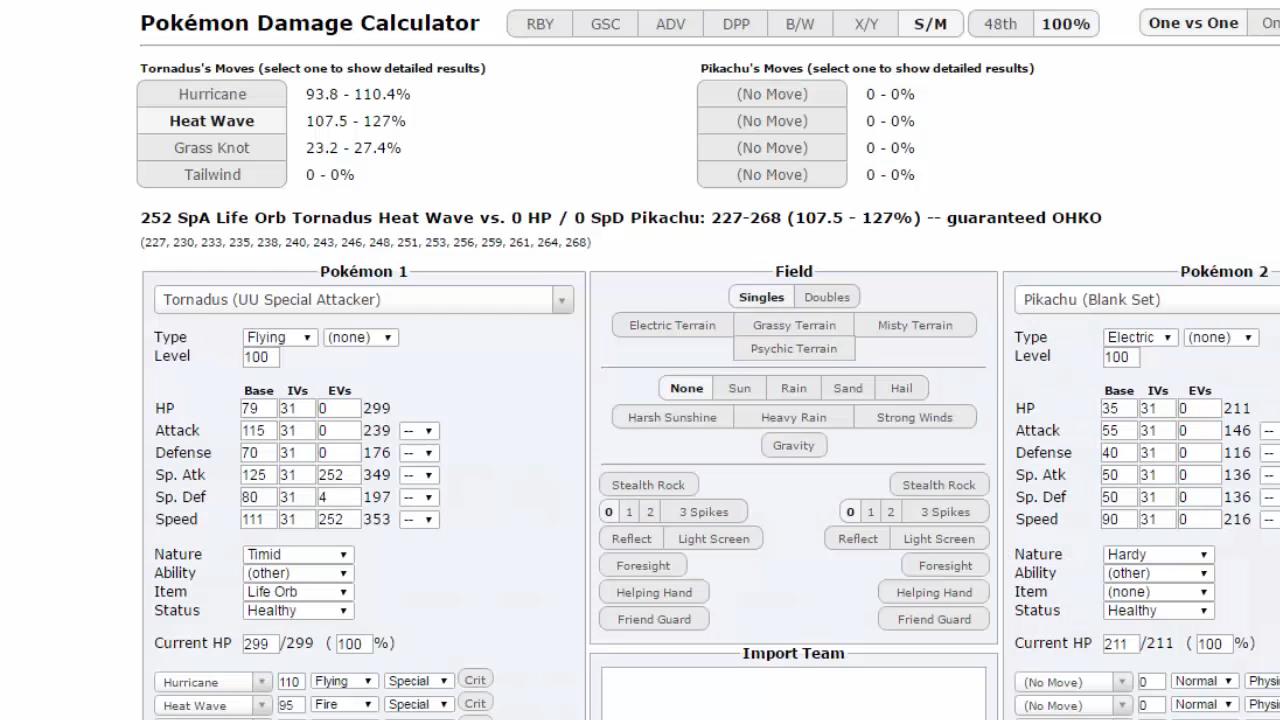 Pokémon Damage Calculator RBY GSC ADV DPP B/W X/Y S/M 48th 100% One vs One
Tornadus's Moves (select one to show detailed results) Pikachu's Moves (select one to show detailed results)
Hurricane 93.8 - 110.4% (No Move) 0 - 0%
Heat Wave 107.5 - 127% (No Move) 0 - 0%
Grass Knot 23.2 - 27.4% (No Move) 0 - 0%
Tailwind 0 - 0% (No Move) 0 - 0%
252 SpA Life Orb Tornadus Heat Wave vs. 0 HP / 0 SpD Pikachu: 227-268 (107.5 - 127%) -- guaranteed OHKO
(227, 230, 233, 235, 238, 240, 243, 246, 248, 251, 253, 256, 259, 261, 264, 268)
Pokémon 1
Tornadus (UU Special Attacker)
Type Flying (none)
Level 100
Base IVs EVs
HP 79 31 0 299
Attack 115 31 0 239 --
Defense 70 31 0 176 --
Sp. Atk 125 31 252 349 --
Sp. Def 80 31 4 197 --
Speed 111 31 252 353 --
Nature Timid
Ability (other)
Item Life Orb
Status Healthy
Current HP 299 /299 ( 100 %)
Hurricane 110 Flying Special Crit
Heat Wave 95 Fire Special Crit
Field
Singles Doubles
Electric Terrain Grassy Terrain Misty Terrain
Psychic Terrain
None Sun Rain Sand Hail
Harsh Sunshine Heavy Rain Strong Winds
Gravity
Stealth Rock Stealth Rock
0 1 2 3 Spikes 0 1 2 3 Spikes
Reflect Light Screen Reflect Light Screen
Foresight Foresight
Helping Hand Helping Hand
Friend Guard Friend Guard
Import Team
Pokémon 2
Pikachu (Blank Set)
Type Electric (none)
Level 100
Base IVs EVs
HP 35 31 0 211
Attack 55 31 0 146 --
Defense 40 31 0 116 --
Sp. Atk 50 31 0 136 --
Sp. Def 50 31 0 136 --
Speed 90 31 0 216 --
Nature Hardy
Ability (other)
Item (none)
Status Healthy
Current HP 211 /211 ( 100 %)
(No Move) 0 Normal
(No Move) 0 Normal